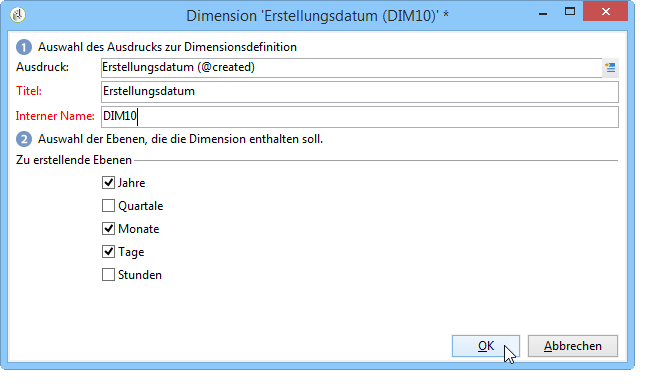 Dimension 'Erstellungsdatum (DIM10)' *
1 Auswahl des Ausdrucks zur Dimensionsdefinition
Ausdruck: Erstellungsdatum (@created)
Titel: Erstellungsdatum
Interner Name: DIM10
2 Auswahl der Ebenen, die die Dimension enthalten soll.
Zu erstellende Ebenen
Jahre
Quartale
Monate
Tage
Stunden
OK Abbrechen